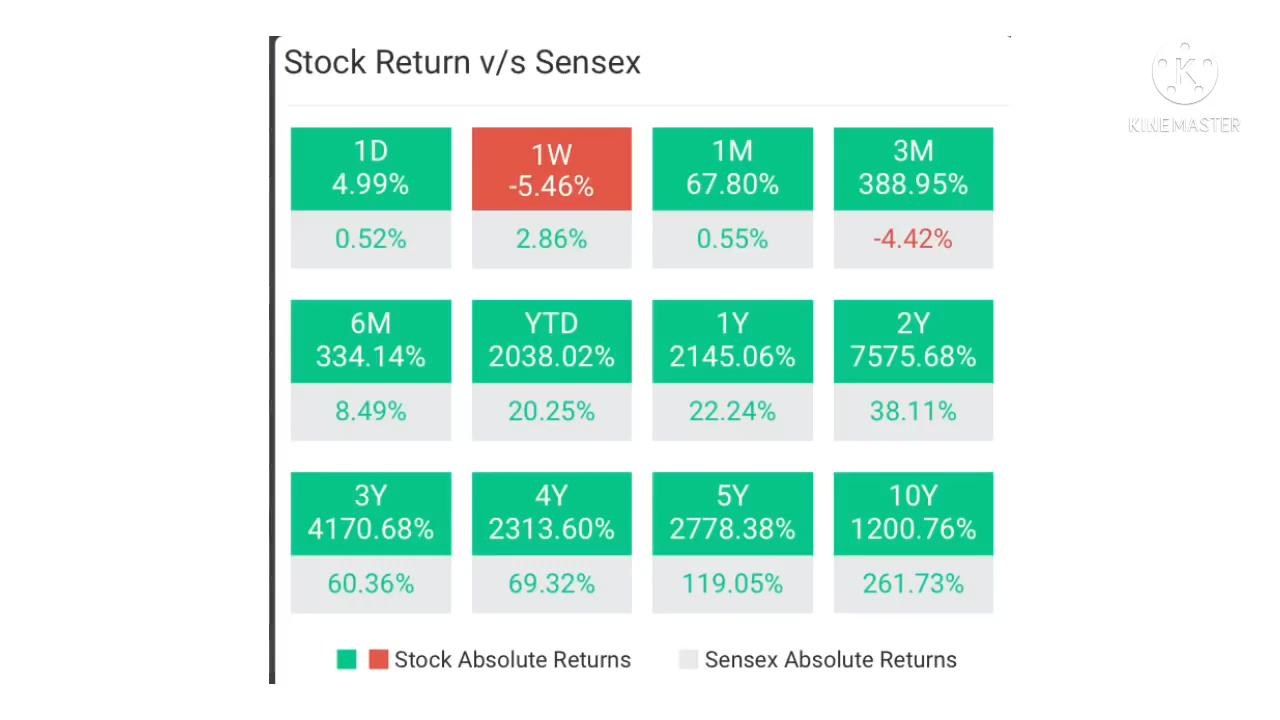 Stock Return v/s Sensex
K
KINEMASTER
1D 1W 1M 3M
4.99% -5.46% 67.80% 388.95%
0.52% 2.86% 0.55% -4.42%
6M YTD 1Y 2Y
334.14% 2038.02% 2145.06% 7575.68%
8.49% 20.25% 22.24% 38.11%
3Y 4Y 5Y 10Y
4170.68% 2313.60% 2778.38% 1200.76%
60.36% 69.32% 119.05% 261.73%
Stock Absolute Returns Sensex Absolute Returns